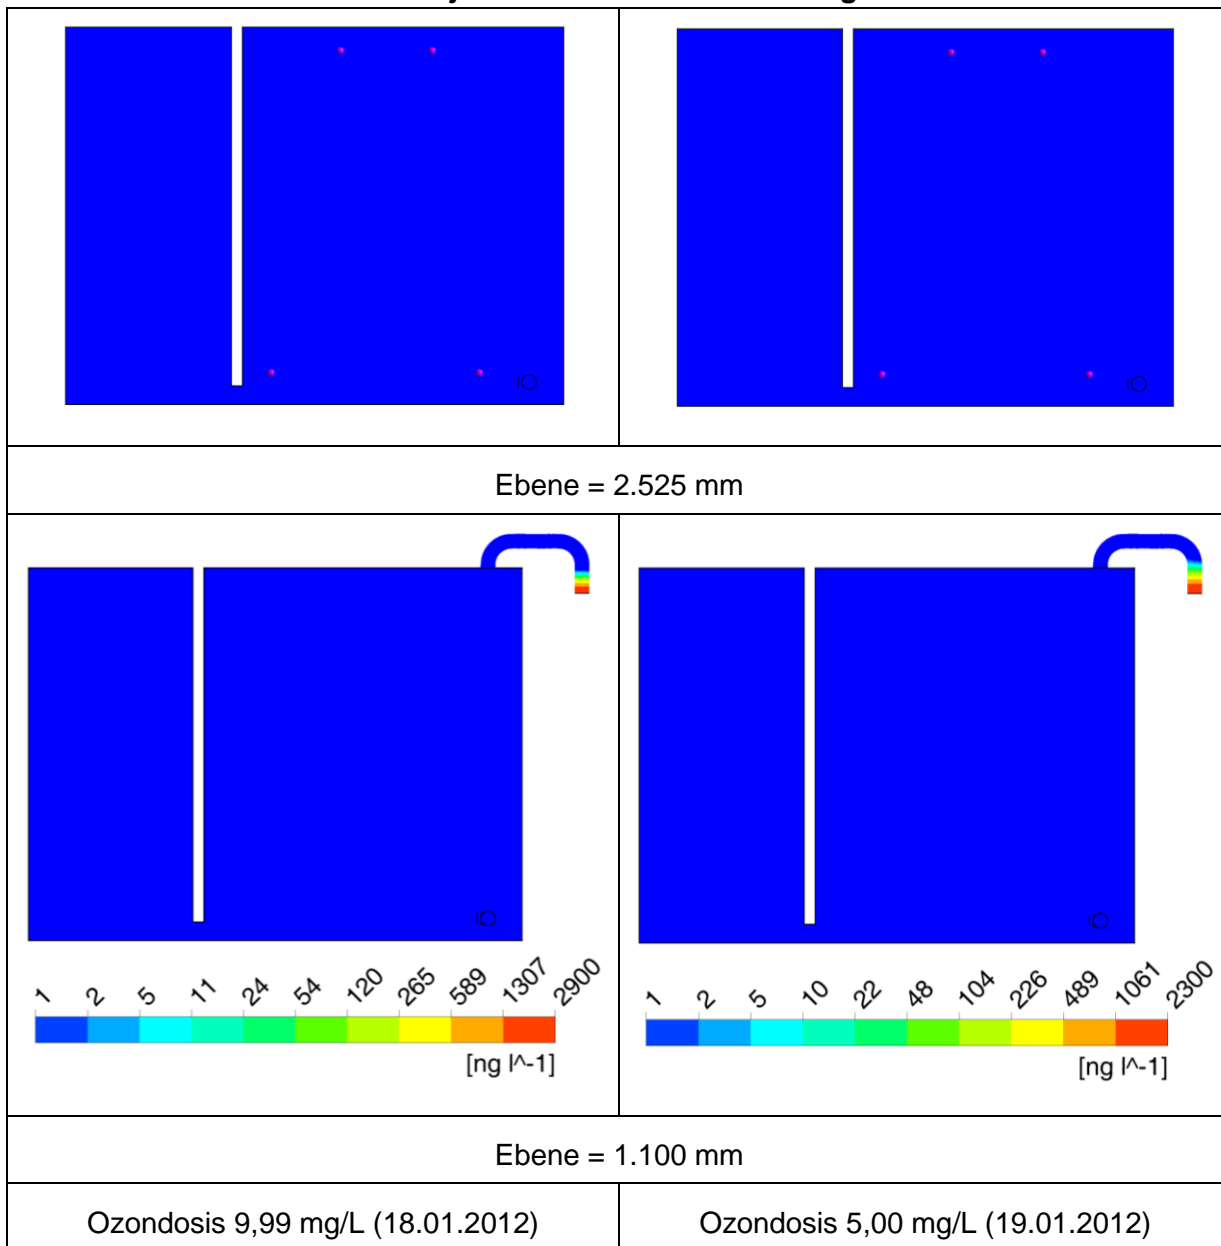 Ebene = 2.525 mm
1 2 5 11 24 54 120 265 589 1307 2900
[ng l^-1]
1 2 5 10 22 48 104 226 489 1061 2300
[ng l^-1]
Ebene = 1.100 mm
Ozondosis 9,99 mg/L (18.01.2012)
Ozondosis 5,00 mg/L (19.01.2012)